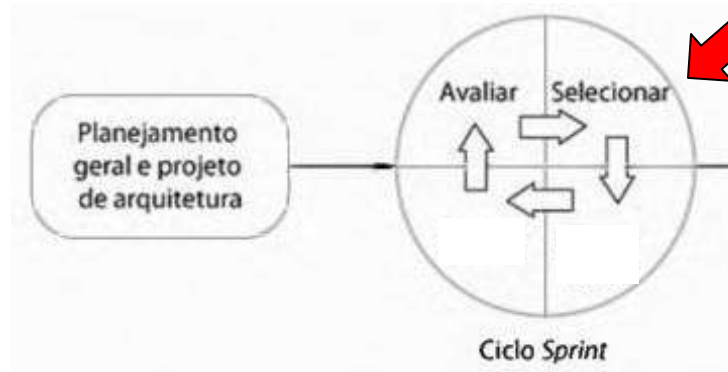 Planejamento
geral e projeto
de arquitetura
Avaliar
Selecionar
Ciclo Sprint